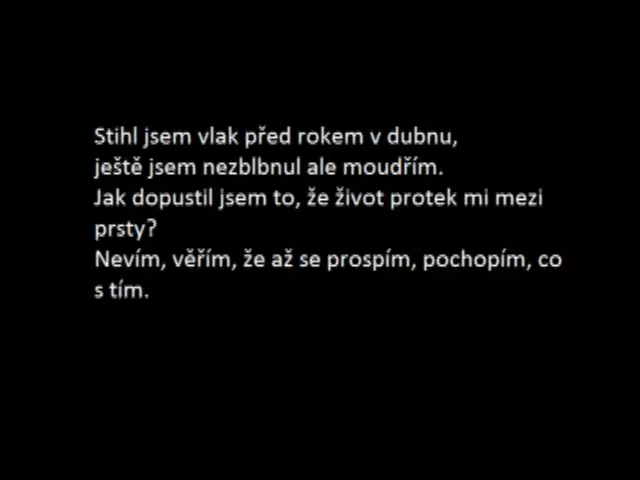 Stihl jsem vlak před rokem v dubnu,
ještě jsem nezblbnul ale moudřím.
Jak dopustil jsem to, že život protek mi mezi
prsty?
Nevím, věřím, že až se prospím, pochopím, co
s tím.